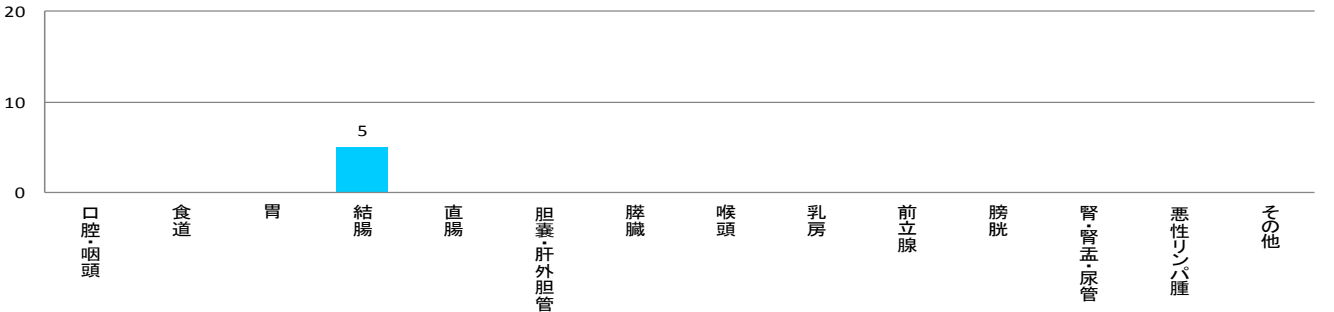 20
10
0
5
口腔・咽頭
食道
胃
結腸
直腸
胆嚢・肝外胆管
膵臓
喉頭
乳房
前立腺
膀胱
腎・腎盂・尿管
悪性リンパ腫
その他